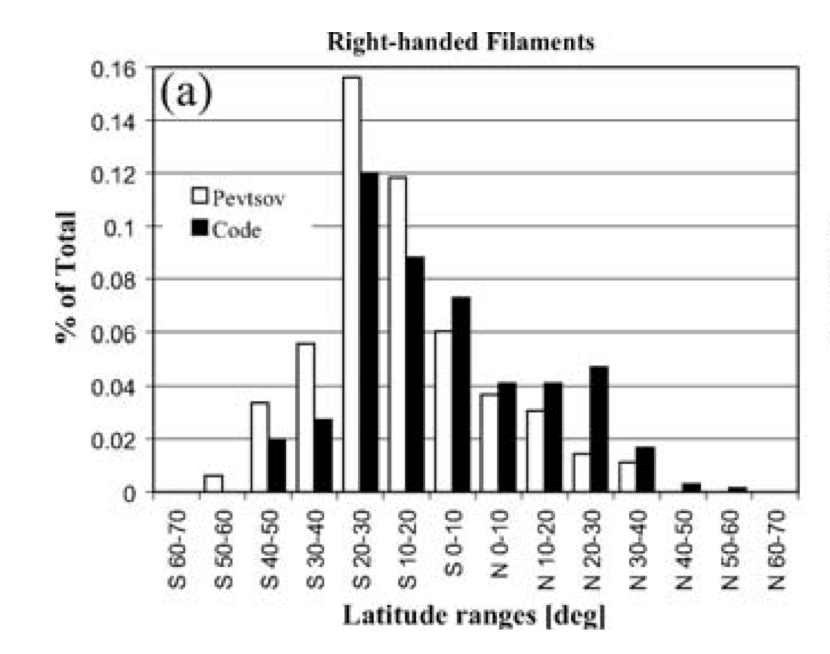 Right-handed Filaments
(a)
0.16
0.14
0.12
0.1
0.08
0.06
0.04
0.02
0
% of Total
Pevtsov
Code
S 60-70
S 50-60
S 40-50
S 30-40
S 20-30
S 10-20
S 0-10
N 0-10
N 10-20
N 20-30
N 30-40
N 40-50
N 50-60
N 60-70
Latitude ranges [deg]